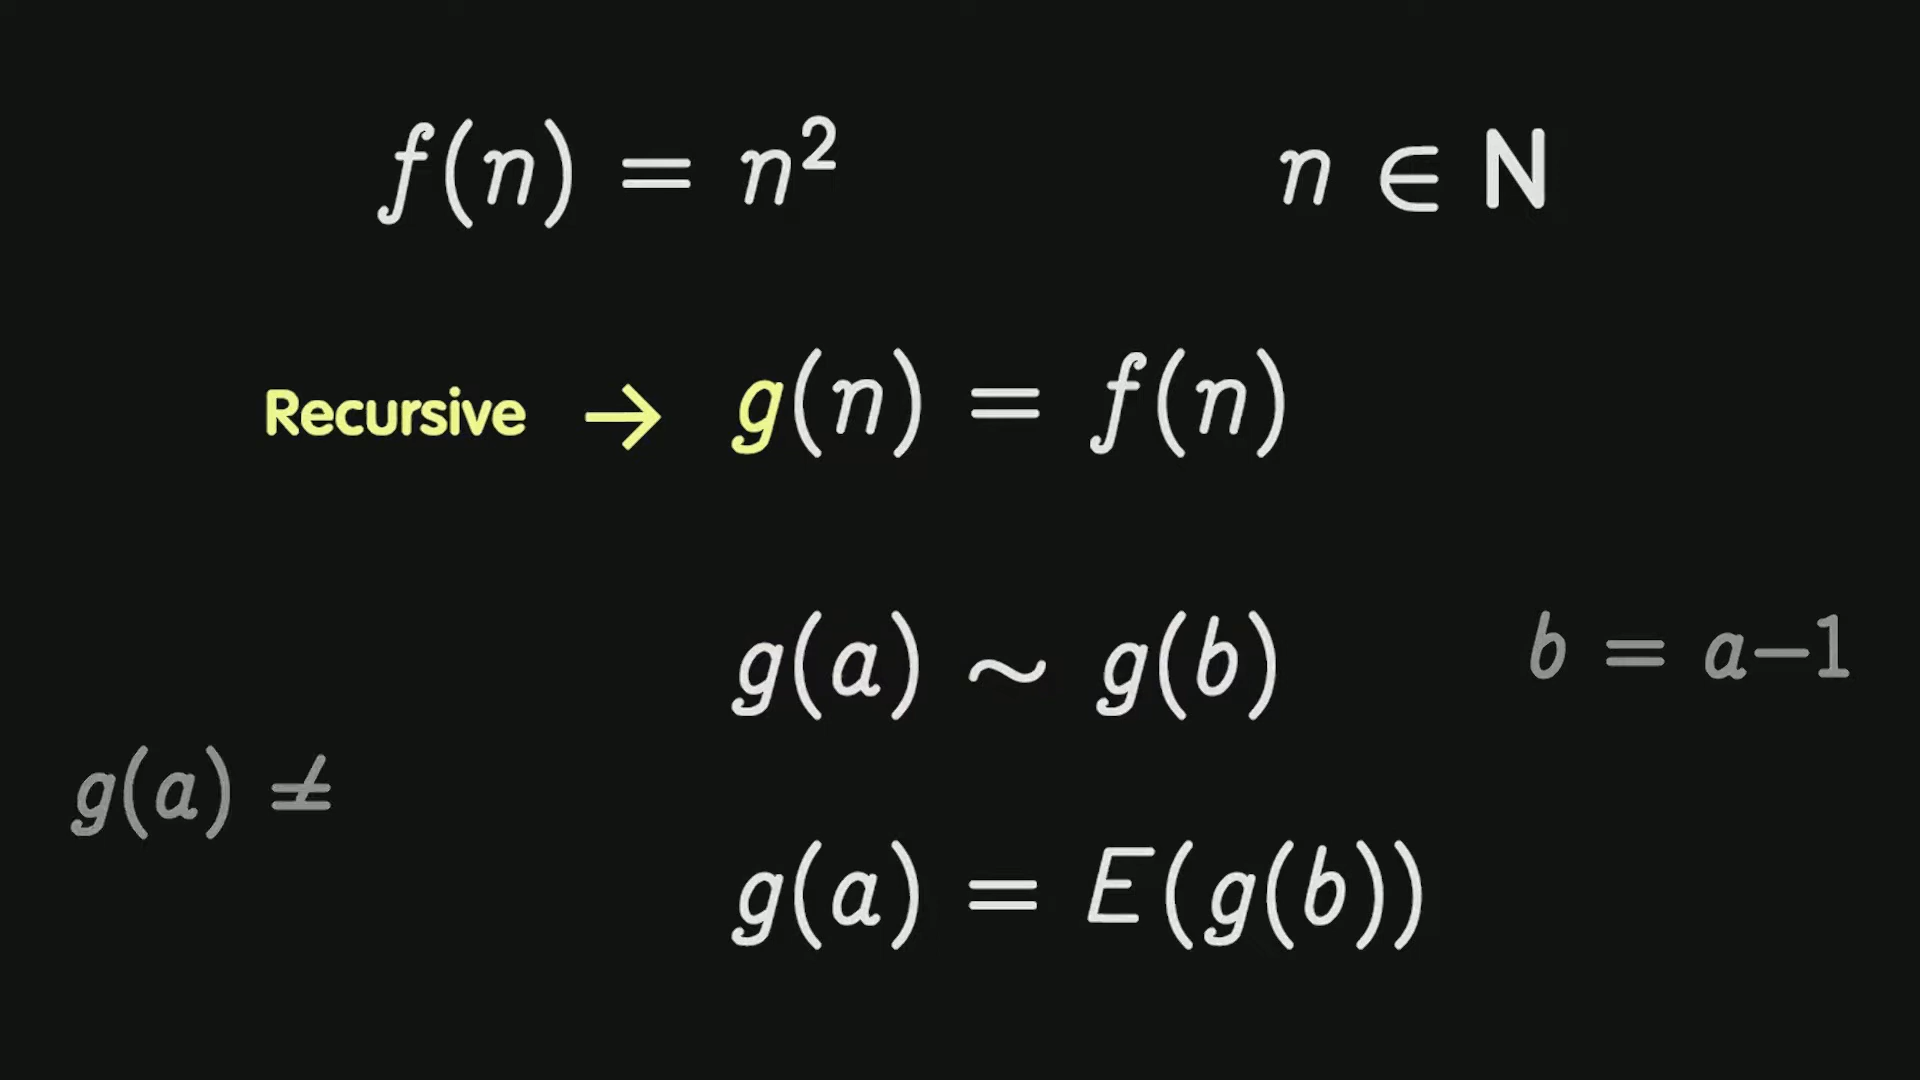 f(n) = n² n ∈ N
Recursive → g(n) = f(n)
g(a) ~ g(b) b = a−1
g(a) ≠
g(a) = E(g(b))